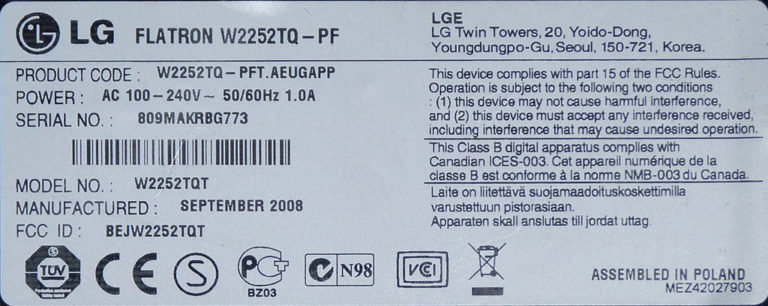 LG FLATRON W2252TQ-PF
LGE
LG Twin Towers, 20, Yoido-Dong,
Youngdungpo-Gu, Seoul, 150-721, Korea.
PRODUCT CODE : W2252TQ-PFT.AEUGAPP
POWER : AC 100-240V~ 50/60Hz 1.0A
SERIAL NO. : 809MAKRBG773
MODEL NO. : W2252TQT
MANUFACTURED : SEPTEMBER 2008
FCC ID : BEJW2252TQT
This device complies with part 15 of the FCC Rules.
Operation is subject to the following two conditions
: (1) this device may not cause harmful interference,
and (2) this device must accept any interference received,
including interference that may cause undesired operation.
This Class B digital apparatus complies with
Canadian ICES-003. Cet appareil numérique de la
classe B est conforme à la norme NMB-003 du Canada.
Laite on liitettävä suojamaadoituskoskettimilla
varustettuun pistorasiaan.
Apparaten skall anslutas till jordat uttag.
TÜV
CE
S
PCT
BZ03
N98
VCI
ASSEMBLED IN POLAND
MEZ42027903